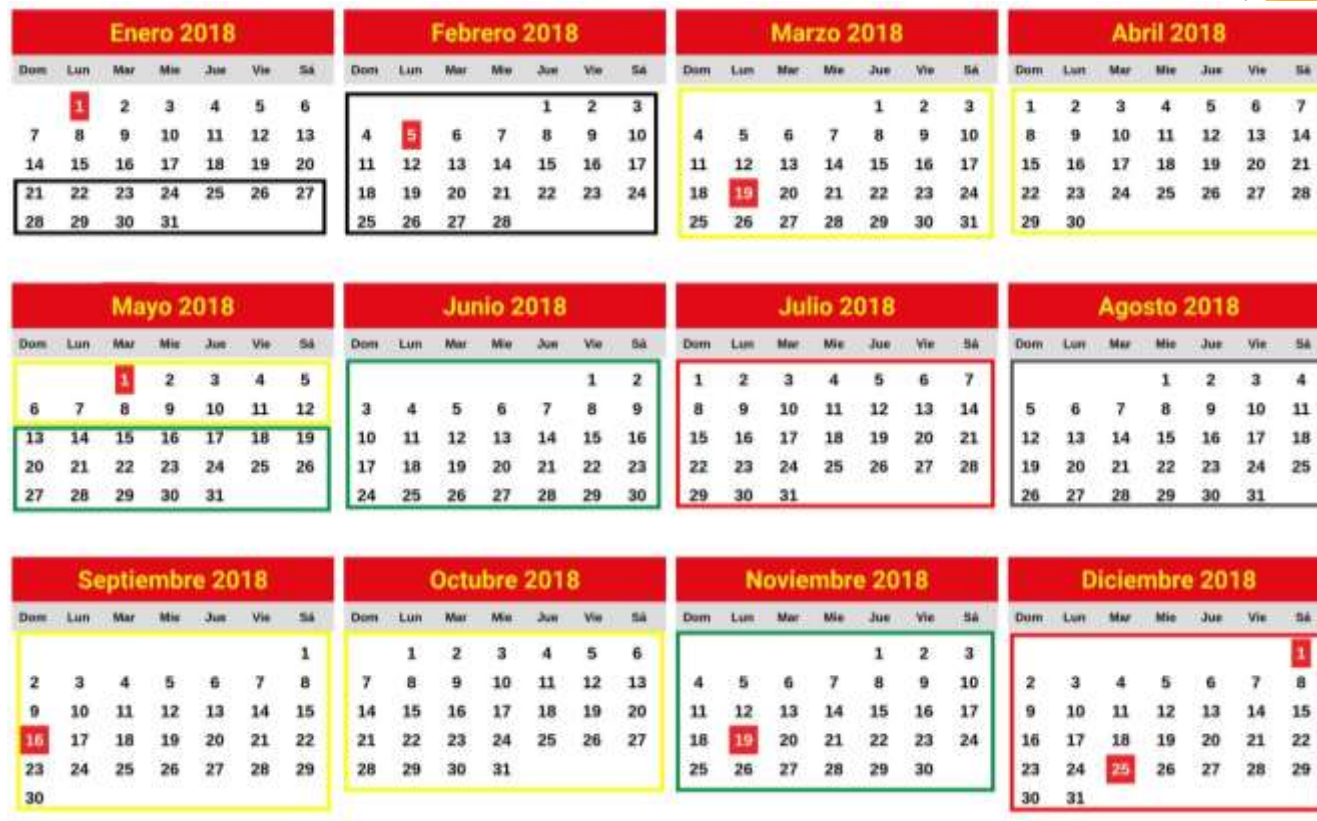 Enero 2018 Febrero 2018 Marzo 2018 Abril 2018
Dom Lun Mar Mie Jue Vie Sá Dom Lun Mar Mie Jue Vie Sá Dom Lun Mar Mie Jue Vie Sá Dom Lun Mar Mie Jue Vie Sá
1 2 3 4 5 6 1 2 3 1 2 3 1 2 3 4 5 6 7
7 8 9 10 11 12 13 4 5 6 7 8 9 10 4 5 6 7 8 9 10 8 9 10 11 12 13 14
14 15 16 17 18 19 20 11 12 13 14 15 16 17 11 12 13 14 15 16 17 15 16 17 18 19 20 21
21 22 23 24 25 26 27 18 19 20 21 22 23 24 18 19 20 21 22 23 24 22 23 24 25 26 27 28
28 29 30 31 25 26 27 28 25 26 27 28 29 30 31 29 30
Mayo 2018 Junio 2018 Julio 2018 Agosto 2018
Dom Lun Mar Mie Jue Vie Sá Dom Lun Mar Mie Jue Vie Sá Dom Lun Mar Mie Jue Vie Sá Dom Lun Mar Mie Jue Vie Sá
1 2 3 4 5 1 2 1 2 3 4 5 6 7 1 2 3 4
6 7 8 9 10 11 12 3 4 5 6 7 8 9 8 9 10 11 12 13 14 5 6 7 8 9 10 11
13 14 15 16 17 18 19 10 11 12 13 14 15 16 15 16 17 18 19 20 21 12 13 14 15 16 17 18
20 21 22 23 24 25 26 17 18 19 20 21 22 23 22 23 24 25 26 27 28 19 20 21 22 23 24 25
27 28 29 30 31 24 25 26 27 28 29 30 29 30 31 26 27 28 29 30 31
Septiembre 2018 Octubre 2018 Noviembre 2018 Diciembre 2018
Dom Lun Mar Mie Jue Vie Sá Dom Lun Mar Mie Jue Vie Sá Dom Lun Mar Mie Jue Vie Sá Dom Lun Mar Mie Jue Vie Sá
1 1 2 3 4 5 6 1 2 3 1
2 3 4 5 6 7 8 7 8 9 10 11 12 13 4 5 6 7 8 9 10 2 3 4 5 6 7 8
9 10 11 12 13 14 15 14 15 16 17 18 19 20 11 12 13 14 15 16 17 9 10 11 12 13 14 15
16 17 18 19 20 21 22 21 22 23 24 25 26 27 18 19 20 21 22 23 24 16 17 18 19 20 21 22
23 24 25 26 27 28 29 28 29 30 31 25 26 27 28 29 30 23 24 25 26 27 28 29
30 30 31